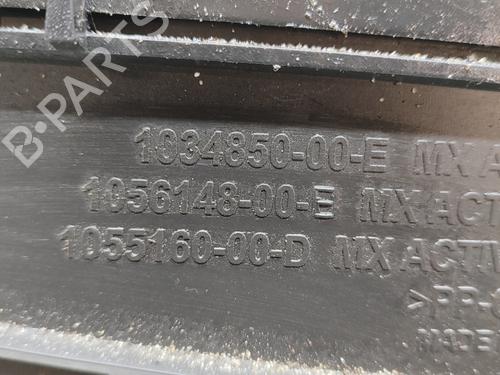 B-PARTS
1034850-00-E MX A
1056148-00-E MX ACT
1055160-00-D MX ACTIV
>PP-
MADE